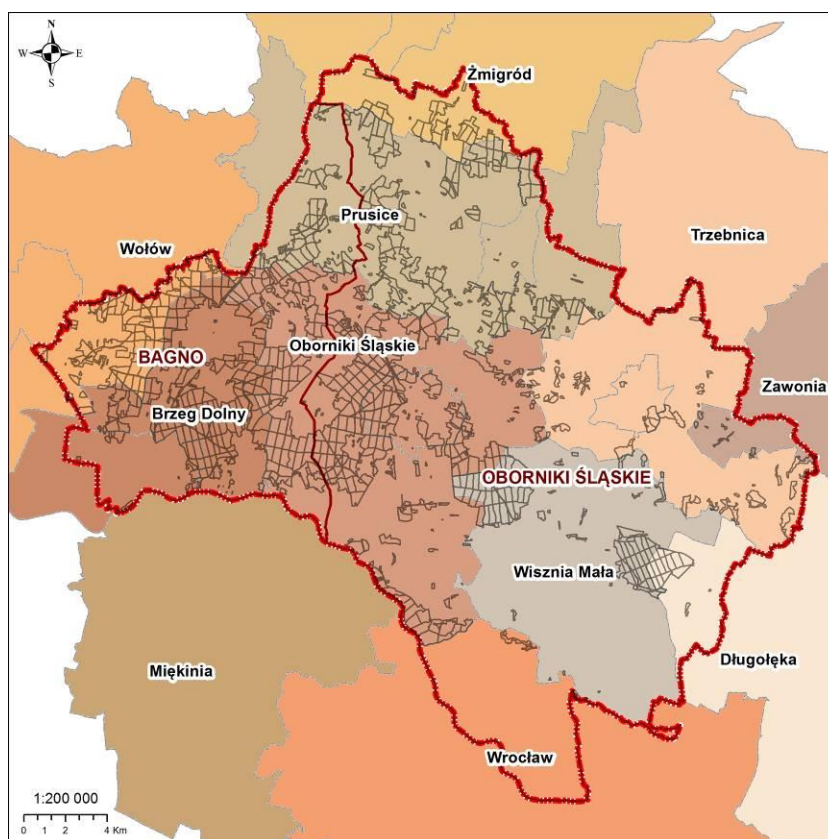 N
W E
S
Żmigród
Prusice
Trzebnica
Wołów
Oborniki Śląskie
BAGNO
Zawonia
Brzeg Dolny
OBORNIKI ŚLĄSKIE
Wisznia Mała
Długołęka
Miękinia
Wrocław
1:200 000
0 1 2 4 Km